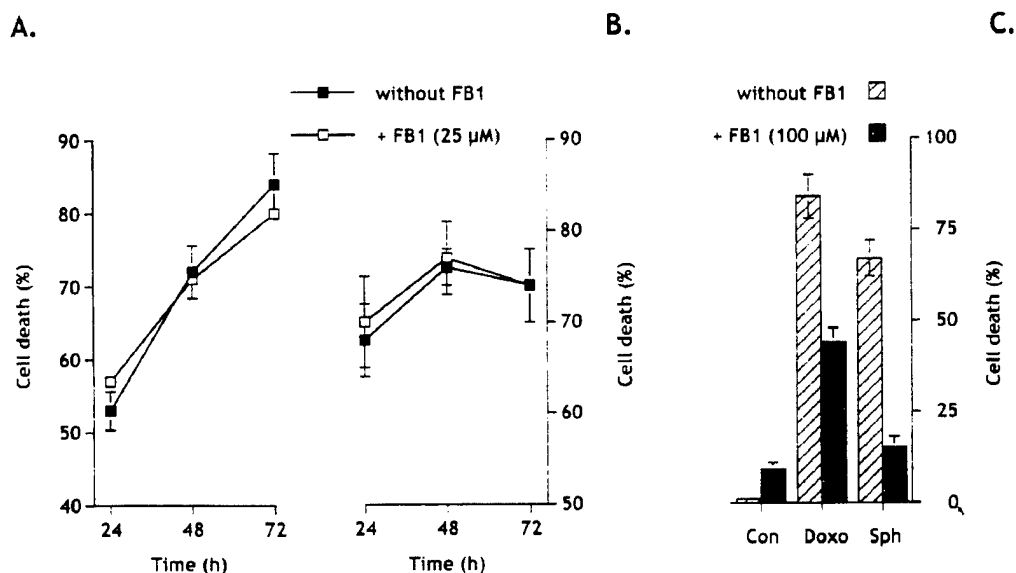 A.
B.
C.
without FB1
+ FB1 (25 µM)
without FB1
+ FB1 (100 µM)
90
80
70
60
50
40
Cell death (%)
24
48
72
Time (h)
90
80
70
60
50
Cell death (%)
24
48
72
Time (h)
100
75
50
25
0
Cell death (%)
Con
Doxo
Sph